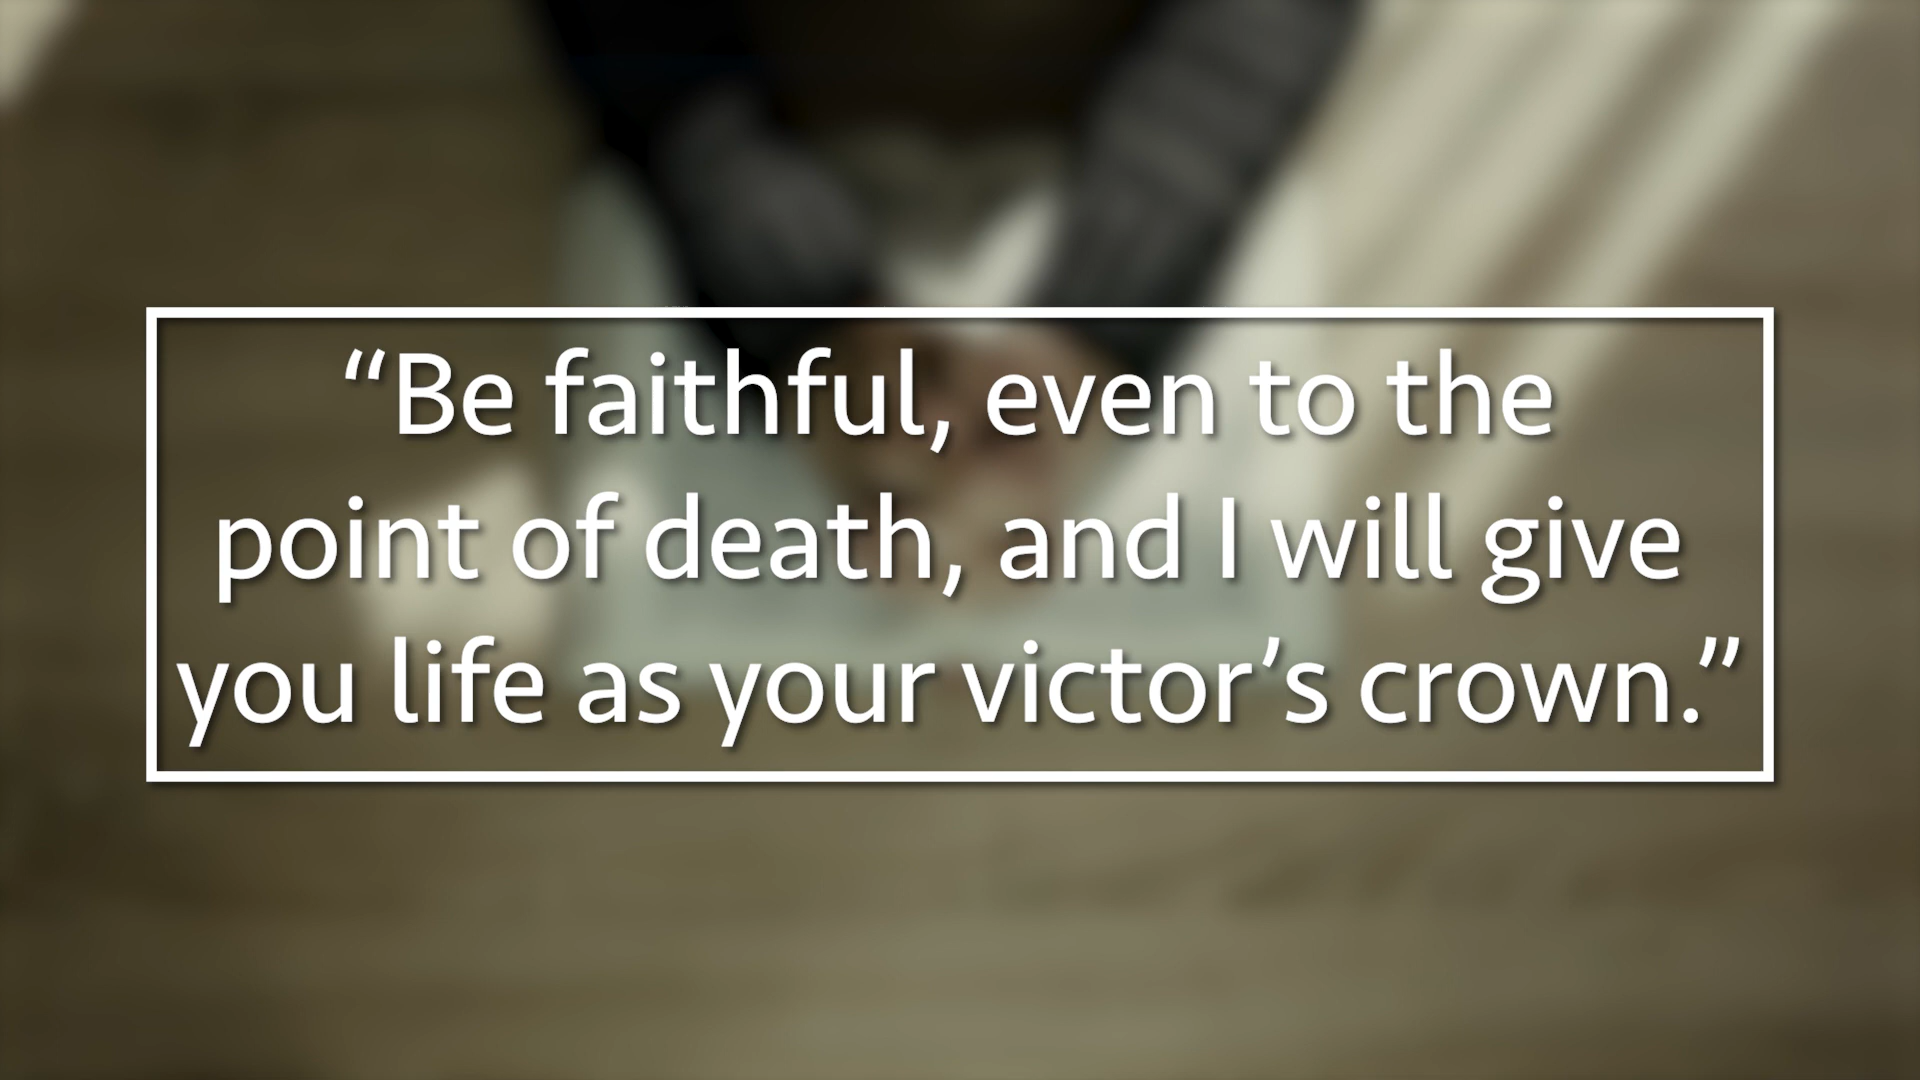 “Be faithful, even to the
point of death, and I will give
you life as your victor’s crown.”